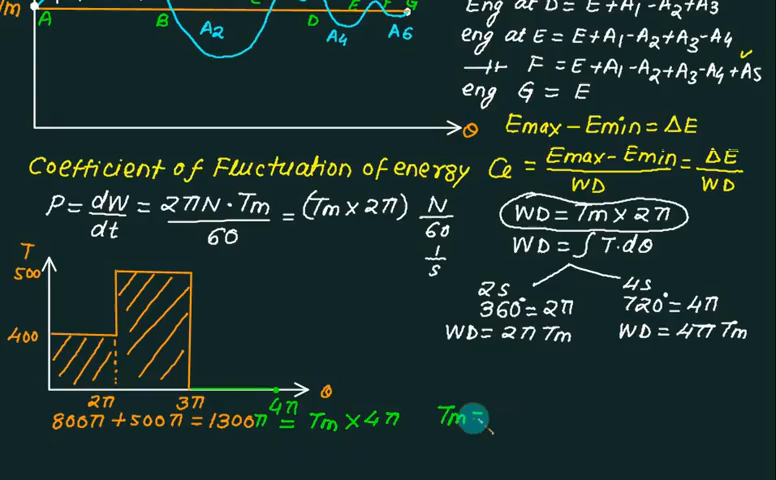 /m
A B D E F G
A2 A4 A6
Eng at D = E+A1-A2+A3
eng at E = E+A1-A2+A3-A4
F = E+A1-A2+A3-A4+A5
eng G = E
θ
Emax-Emin = ΔE
Coefficient of Fluctuation of energy Ce = Emax-Emin/WD = ΔE/WD
P = dW/dt = 2πN·Tm/60 = (Tm×2π) N/60
1/s
WD = Tm×2π
WD = ∫T·dθ
2s 4s
360° = 2π 720° = 4π
WD = 2π Tm WD = 4π Tm
T
500
400
θ
2π 3π 4π
800π+500π = 1300π = Tm×4π Tm =